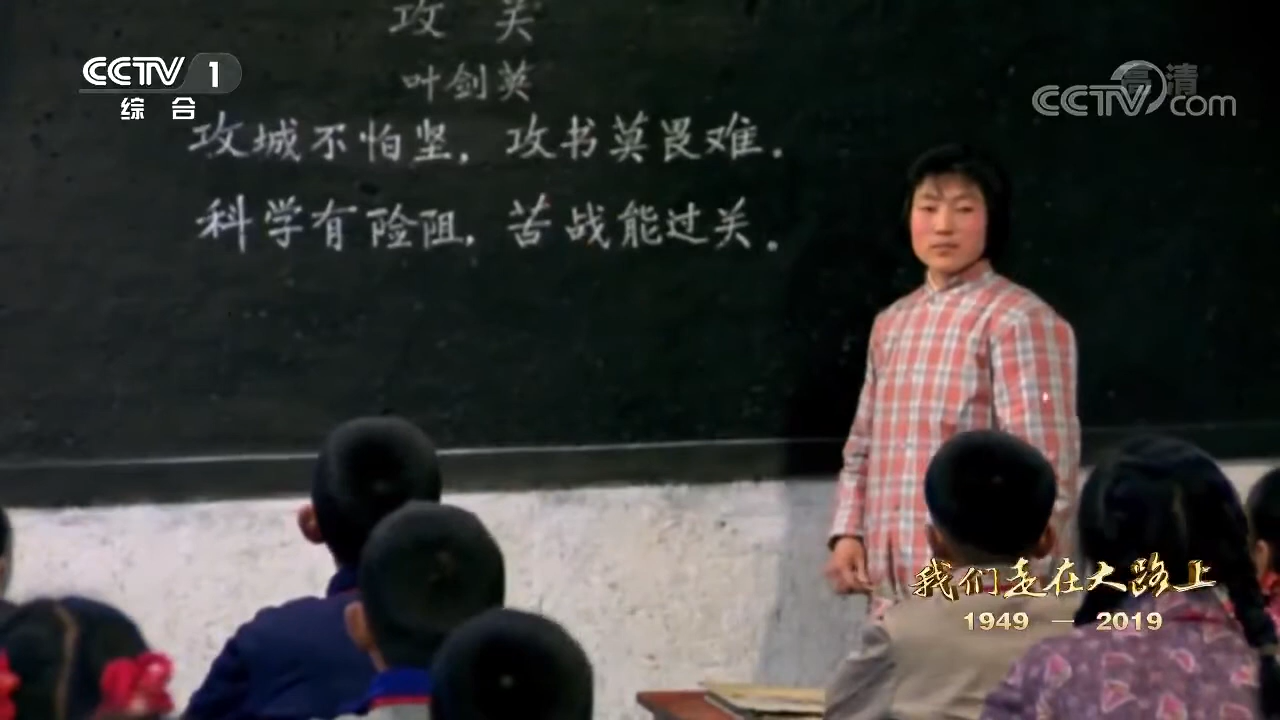 攻 关
叶剑英
攻城不怕坚，攻书莫畏难。
科学有险阻，苦战能过关。
CCTV 1
综合
高清
CCTV.com
我们走在大路上
1949 — 2019